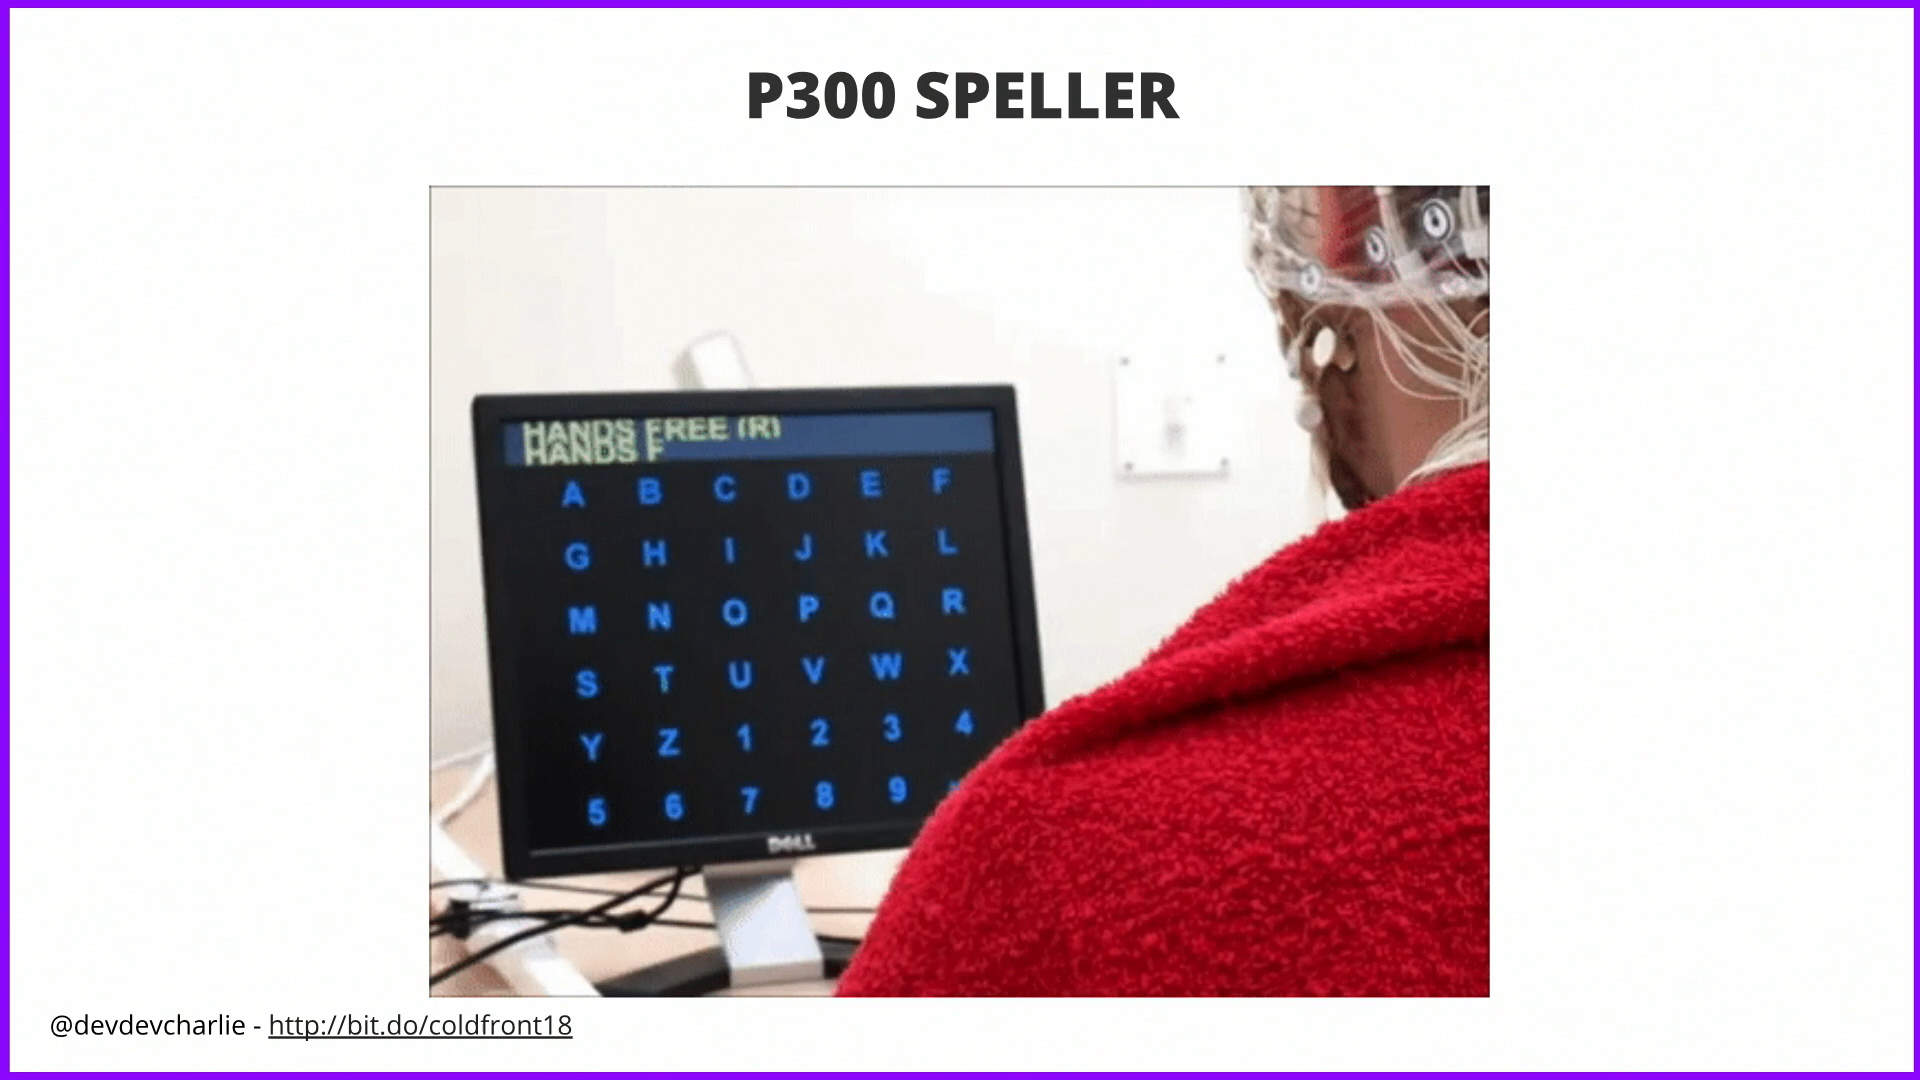 P300 SPELLER
HANDS FREE (R)
HANDS F
A B C D E F
G H I J K L
M N O P Q R
S T U V W X
Y Z 1 2 3 4
5 6 7 8 9
DELL
@devdevcharlie - http://bit.do/coldfront18